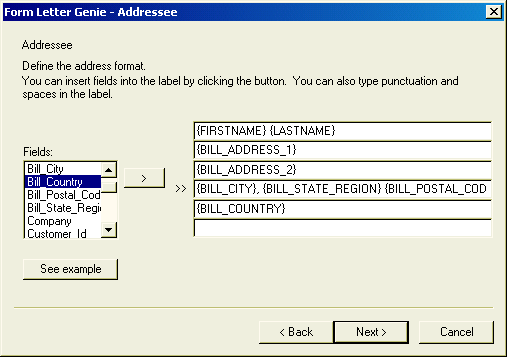 Form Letter Genie - Addressee
Addressee
Define the address format.
You can insert fields into the label by clicking the button. You can also type punctuation and
spaces in the label.
Fields:
Bill_City
Bill_Country
Bill_Postal_Cod
Bill_State_Regi
Company
Customer_Id
>
>>
{FIRSTNAME} {LASTNAME}
{BILL_ADDRESS_1}
{BILL_ADDRESS_2}
{BILL_CITY}, {BILL_STATE_REGION} {BILL_POSTAL_COD
{BILL_COUNTRY}
See example
< Back
Next >
Cancel